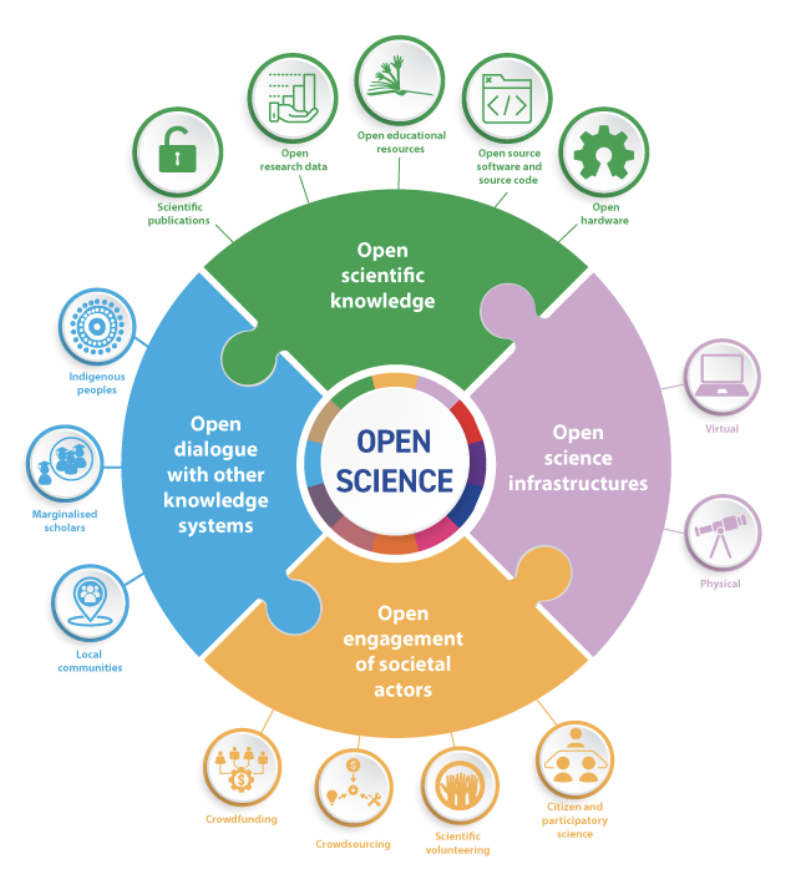 Open educational
resources
Open
research data
Open source
software and
source code
Scientific
publications
Open
hardware
Open
scientific
knowledge
Indigenous
peoples
Virtual
Open
dialogue
with other
knowledge
systems
OPEN
SCIENCE
Open
science
infrastructures
Marginalised
scholars
Physical
Local
communities
Open
engagement
of societal
actors
Crowdfunding
$
Crowdsourcing
$
Scientific
volunteering
Citizen and
participatory
science